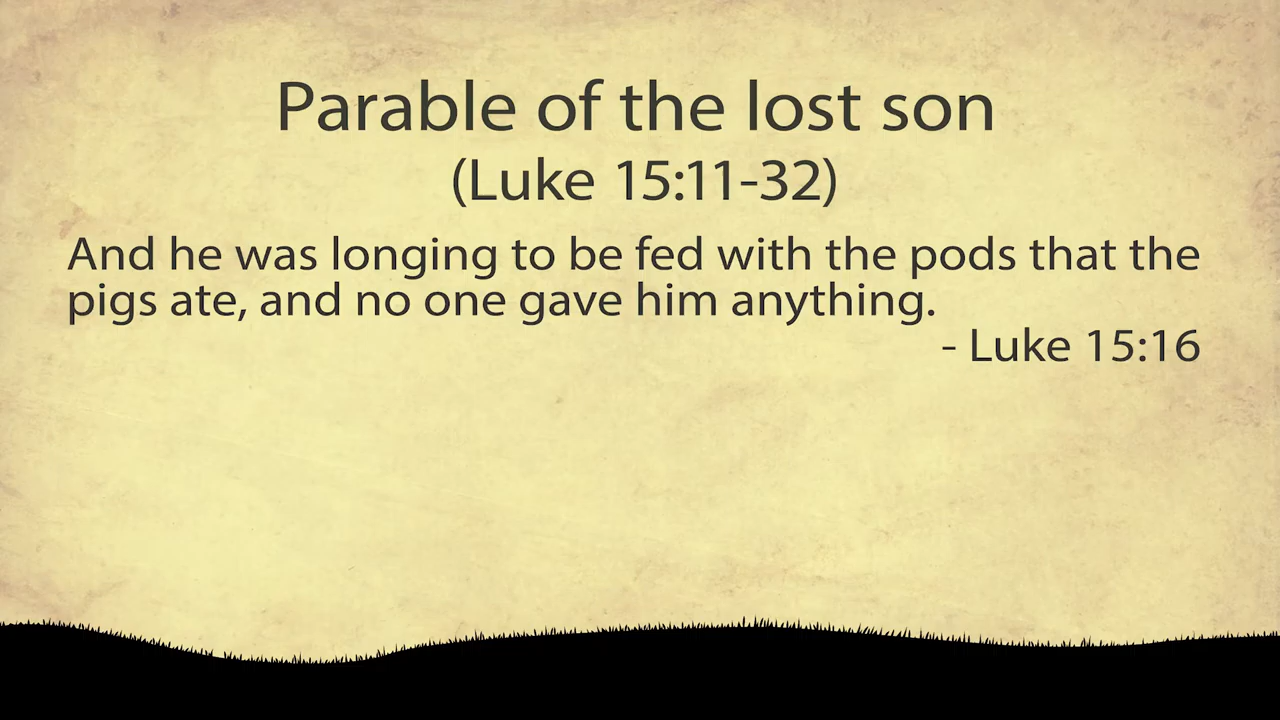 Parable of the lost son
(Luke 15:11-32)
And he was longing to be fed with the pods that the
pigs ate, and no one gave him anything.
- Luke 15:16